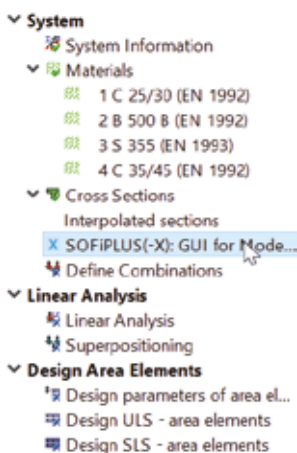 System
System Information
Materials
1 C 25/30 (EN 1992)
2 B 500 B (EN 1992)
3 S 355 (EN 1993)
4 C 35/45 (EN 1992)
Cross Sections
Interpolated sections
SOFiPLUS(-X): GUI for Mode...
Define Combinations
Linear Analysis
Linear Analysis
Superpositioning
Design Area Elements
Design parameters of area el...
Design ULS - area elements
Design SLS - area elements